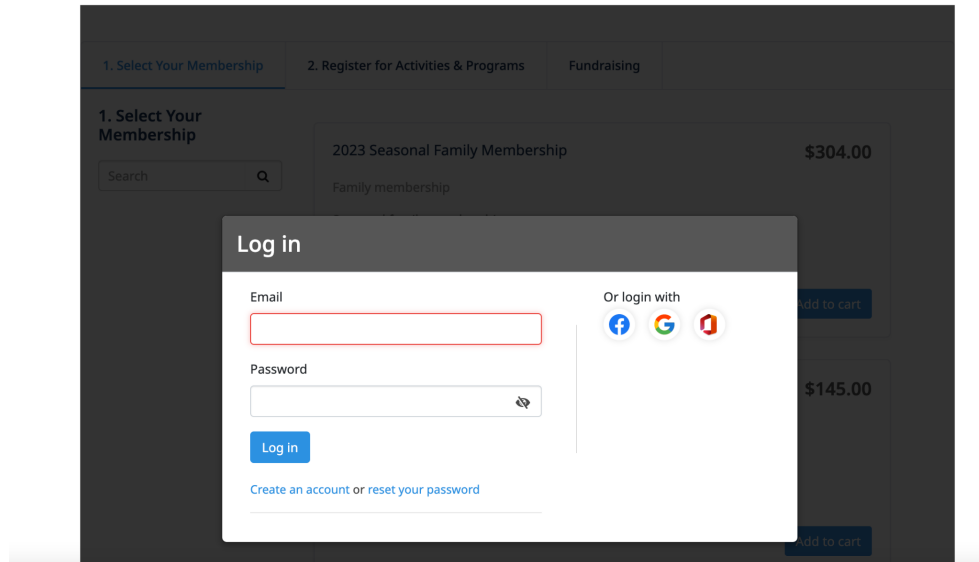 1. Select Your Membership
2. Register for Activities & Programs
Fundraising
1. Select Your
Membership
Search
2023 Seasonal Family Membership
$304.00
Family membership
Add to cart
$145.00
Add to cart
Log in
Email
Or login with
Password
Log in
Create an account or reset your password